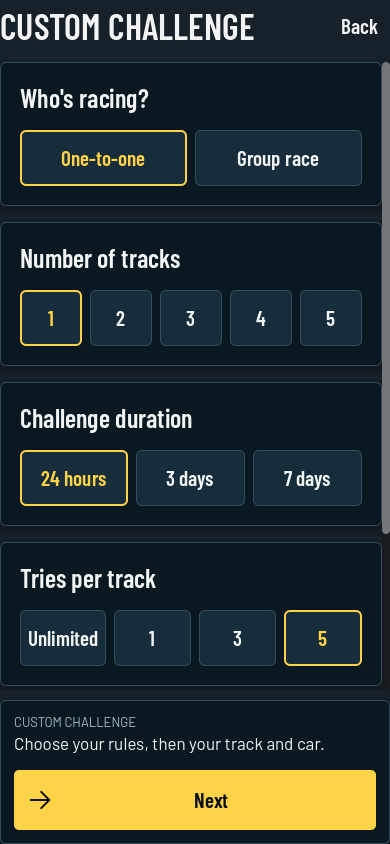 CUSTOM CHALLENGE Back
Who's racing?
One-to-one Group race
Number of tracks
1 2 3 4 5
Challenge duration
24 hours 3 days 7 days
Tries per track
Unlimited 1 3 5
CUSTOM CHALLENGE
Choose your rules, then your track and car.
Next